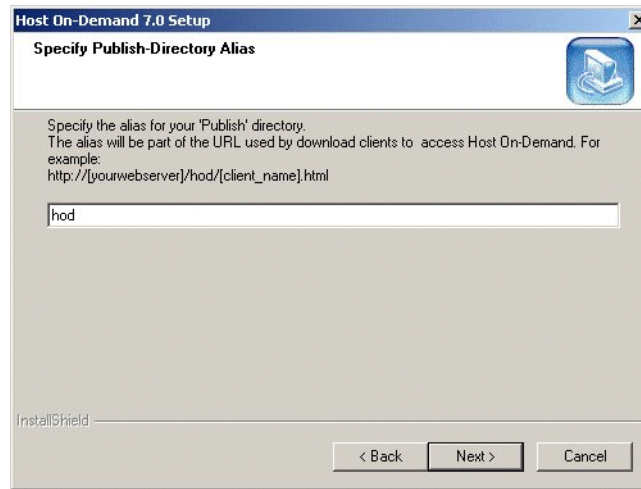 Host On-Demand 7.0 Setup
Specify Publish-Directory Alias
Specify the alias for your 'Publish' directory.
The alias will be part of the URL used by download clients to access Host On-Demand. For
example:
http://[yourwebserver]/hod/[client_name].html
hod
InstallShield
< Back
Next >
Cancel